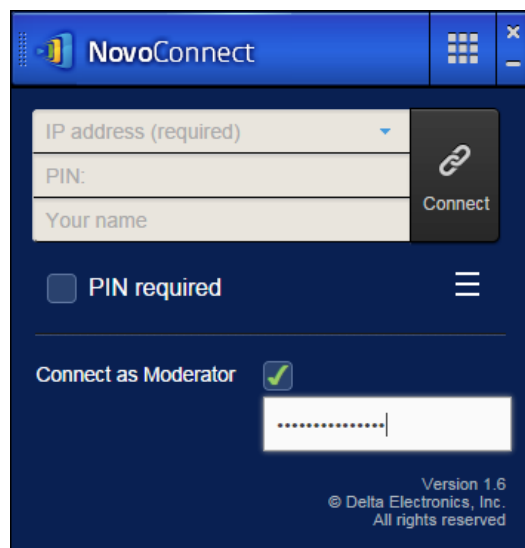 NovoConnect
IP address (required)
PIN:
Your name
Connect
PIN required
Connect as Moderator
•••••••••••••••
Version 1.6
© Delta Electronics, Inc.
All rights reserved